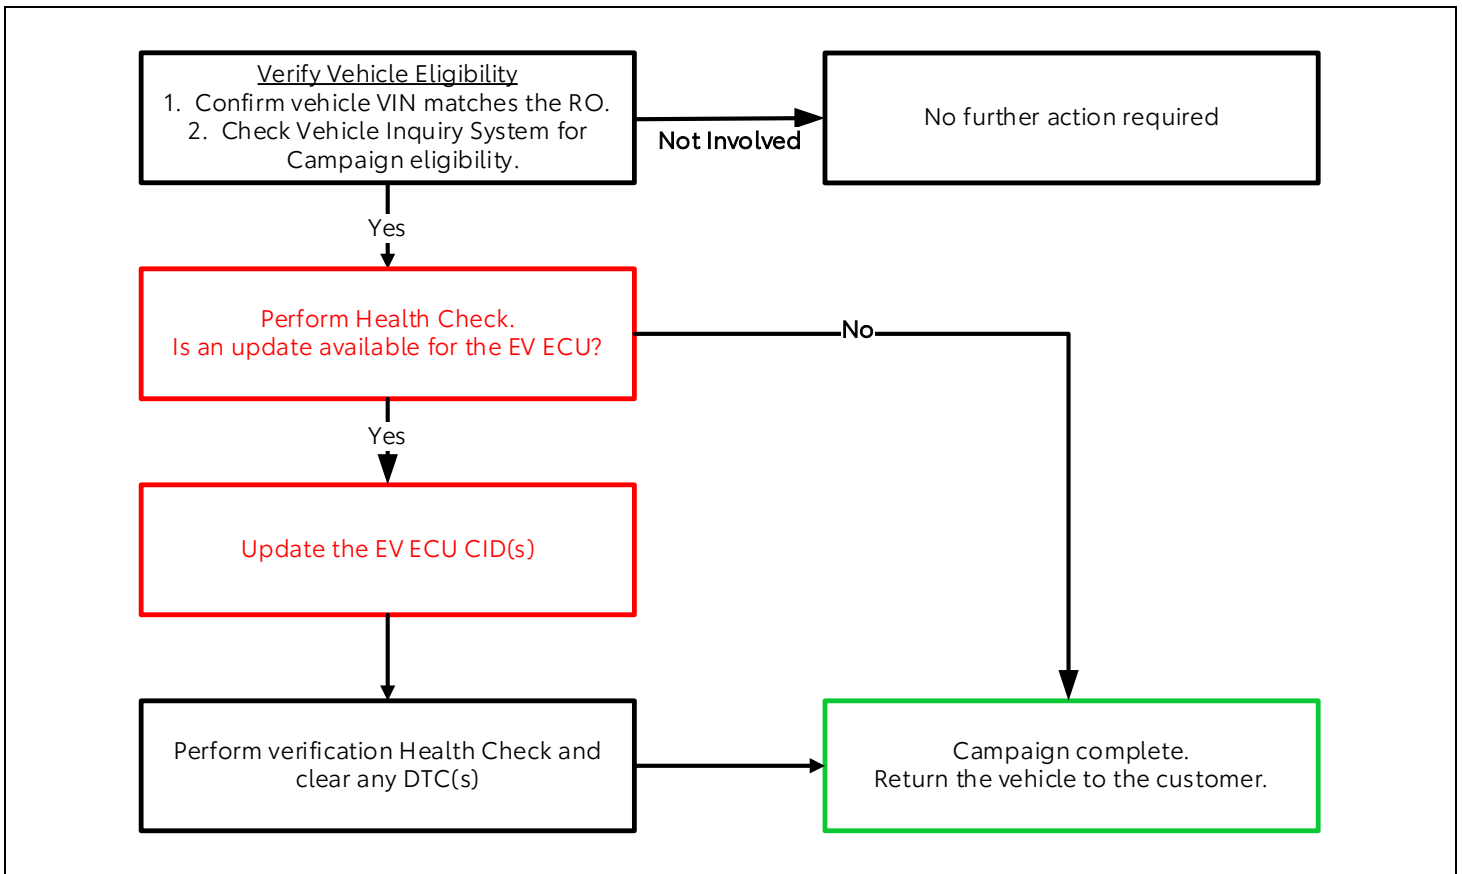 Verify Vehicle Eligibility
1. Confirm vehicle VIN matches the RO.
2. Check Vehicle Inquiry System for
Campaign eligibility.
Not Involved
No further action required
Yes
Perform Health Check.
Is an update available for the EV ECU?
No
Yes
Update the EV ECU CID(s)
Perform verification Health Check and
clear any DTC(s)
Campaign complete.
Return the vehicle to the customer.